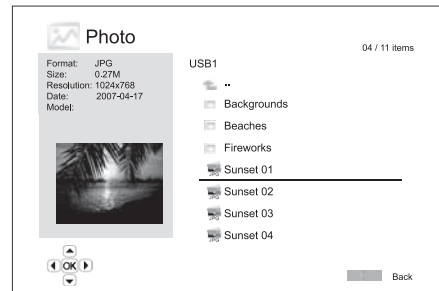 Photo
04 / 11 items
Format: JPG
Size: 0.27M
Resolution: 1024x768
Date: 2007-04-17
Model:
USB1
..
Backgrounds
Beaches
Fireworks
Sunset 01
Sunset 02
Sunset 03
Sunset 04
OK
Back